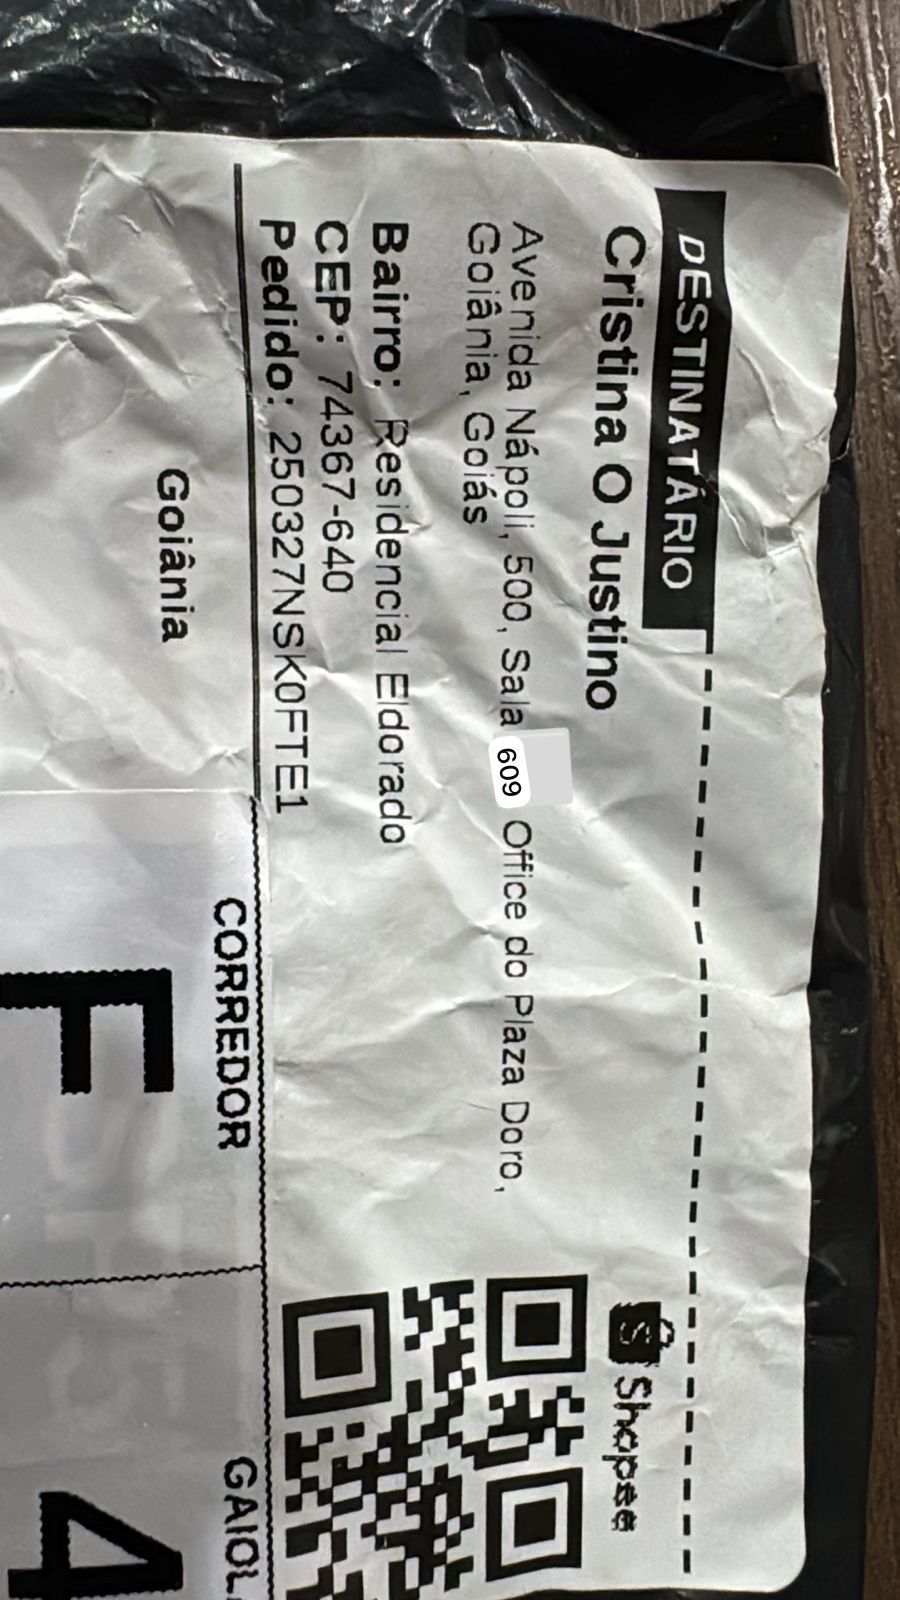 DESTINATÁRIO
Cristina O Justino
Avenida Nápoli, 500, Sala 609 Office do Plaza Doro,
Goiânia, Goiás
Bairro: Residencial Eldorado
CEP: 74367-640
Pedido: 250327NSK0FTE1
Shopee
Goiânia
CORREDOR
F
GAIOL
4